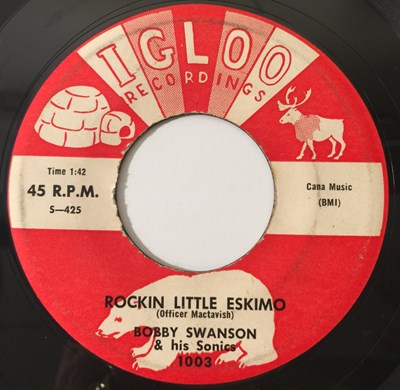 IGLOO
RECORDINGS
Time 1:42
45 R.P.M.
S-425
Cana Music
(BMI)
ROCKIN LITTLE ESKIMO
(Officer Mactavish)
BOBBY SWANSON
& his Sonics
1003